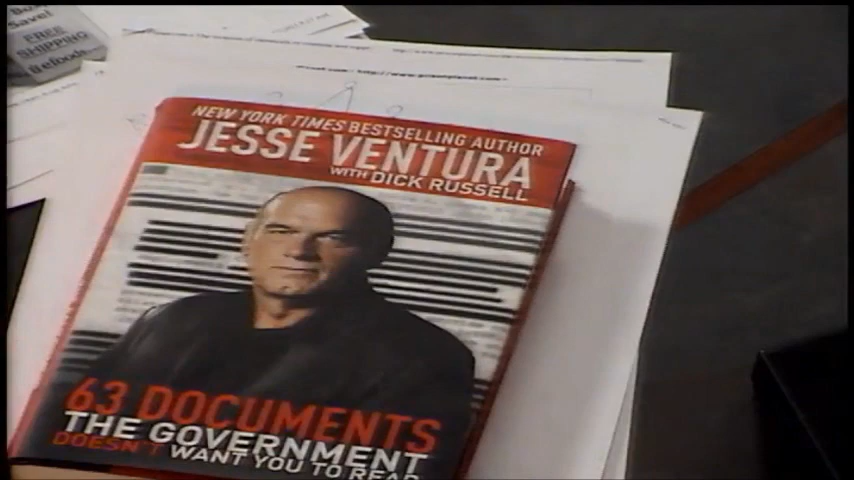 Save!
FREE
SHIPPING
NEW YORK TIMES BESTSELLING AUTHOR
JESSE VENTURA
WITH DICK RUSSELL
63 DOCUMENTS
THE GOVERNMENT
DOESN'T WANT YOU TO READ